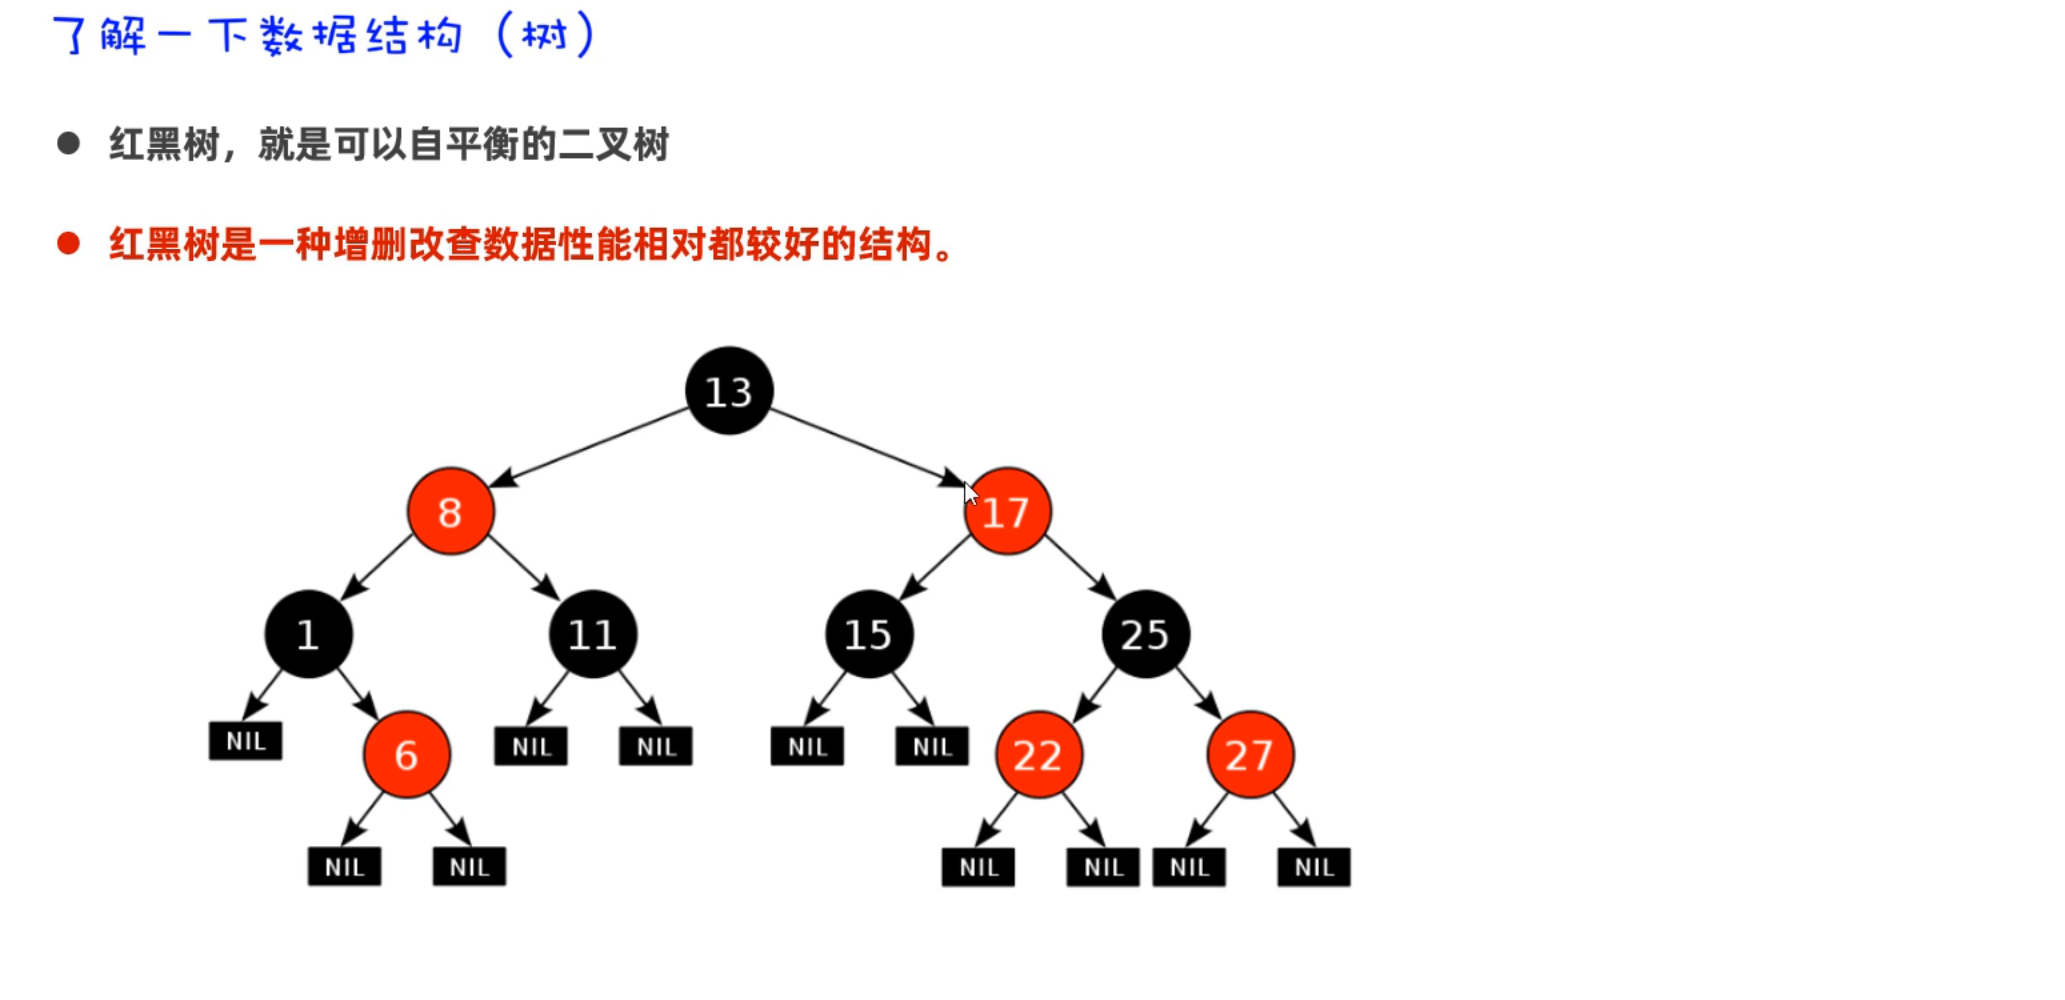 了解一下数据结构（树）
红黑树，就是可以自平衡的二叉树
红黑树是一种增删改查数据性能相对都较好的结构。
13
8 17
1 11 15 25
NIL 6 NIL NIL NIL NIL 22 27
NIL NIL NIL NIL NIL NIL